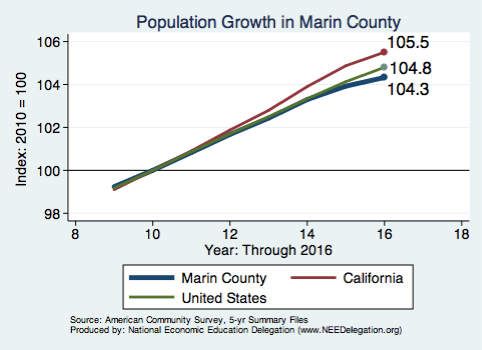 Population Growth in Marin County
105.5
104.8
104.3
Index: 2010 = 100
106
104
102
100
98
8 10 12 14 16 18
Year: Through 2016
Marin County California
United States
Source: American Community Survey, 5-yr Summary Files
Produced by: National Economic Education Delegation (www.NEEDelegation.org)